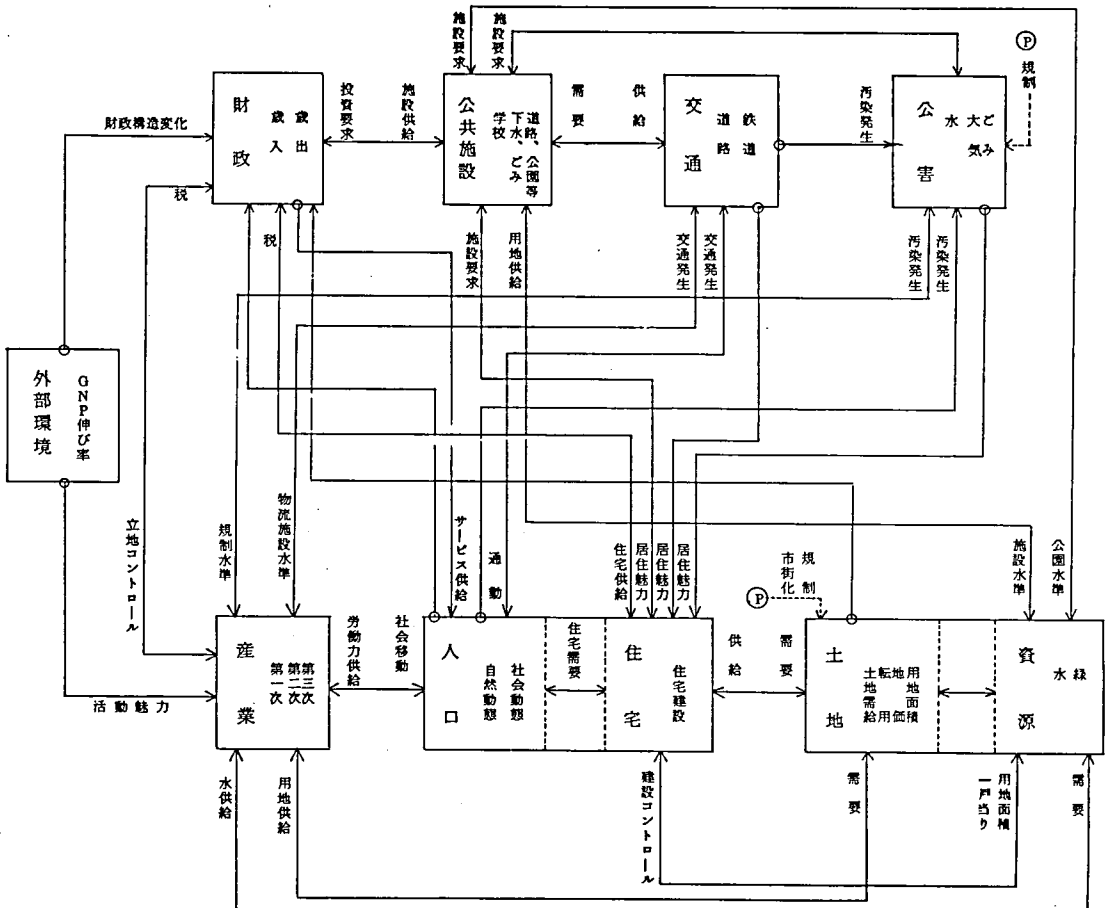 施設要求
施設要求
Ⓟ
規制
財政
歳出
歳入
投資要求
施設供給
公共施設
道路、公園等
下水、ごみ
学校
需要
供給
交通
鉄道
道路
汚染発生
公害
ごみ
大気
水
財政構造変化
税
税
施設要求
用地供給
交通発生
交通発生
汚染発生
汚染発生
外部環境
GNP伸び率
立地コントロール
規制水準
物流施設水準
サービス供給
通勤
住宅供給
居住魅力
居住魅力
居住魅力
規制
市街化
Ⓟ
施設水準
公園水準
産業
第三次
第二次
第一次
労働力供給
社会移動
人口
社会動態
自然動態
住宅需要
住宅
住宅建設
供給
需要
土地
用地面積
地価
転用
土地需給
資源
緑
水
活動魅力
水供給
用地供給
建設コントロール
需要
用地面積
一戸当り
需要